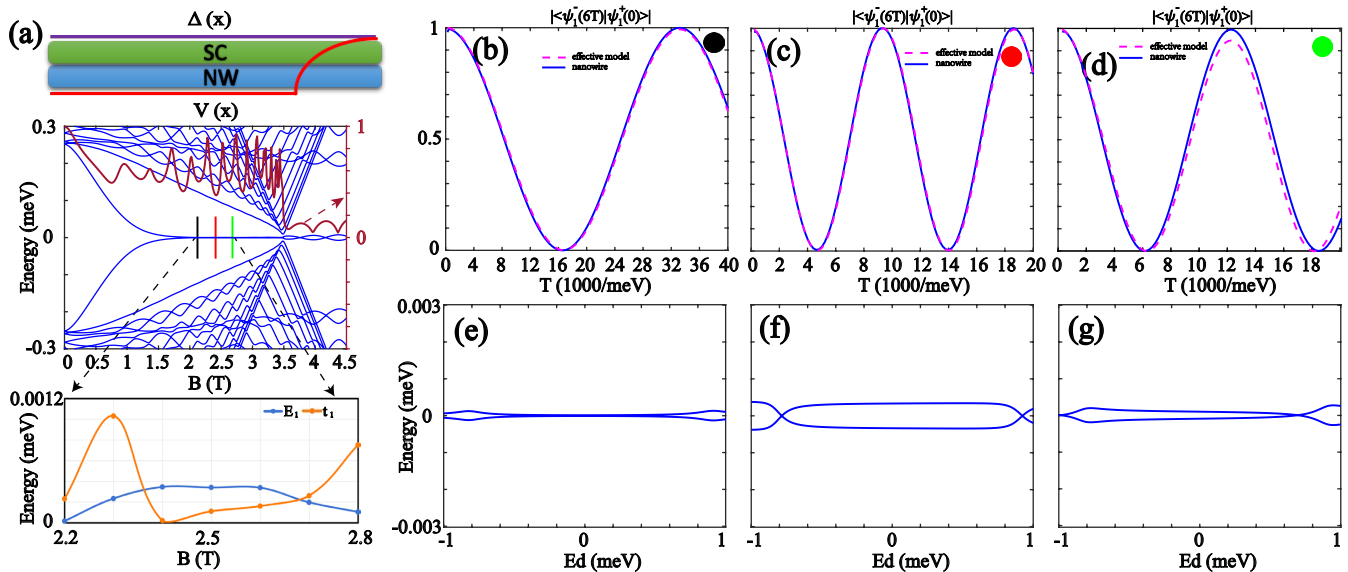 (a)
Δ (x)
SC
NW
V (x)
Energy (meV)
0.3
0
-0.3
1
0
0 0.5 1 1.5 2 2.5 3 3.5 4 4.5
B (T)
Energy (meV)
0.0012
0
E₁ t₁
2.2 2.5 2.8
B (T)
|<ψ₁⁻(6T)|ψ₁⁺(0)>|
(b)
effective model
nanowire
1
0.5
0
0 4 8 12 16 20 24 28 32 36 40
T (1000/meV)
|<ψ₁⁻(6T)|ψ₁⁺(0)>|
(c)
effective model
nanowire
0 2 4 6 8 10 12 14 16 18 20
T (1000/meV)
|<ψ₁⁻(6T)|ψ₁⁺(0)>|
(d)
effective model
nanowire
0 2 4 6 8 10 12 14 16 18 20
T (1000/meV)
(e)
Energy (meV)
0.003
0
-0.003
-1 0 1
Ed (meV)
(f)
-1 0 1
Ed (meV)
(g)
-1 0 1
Ed (meV)